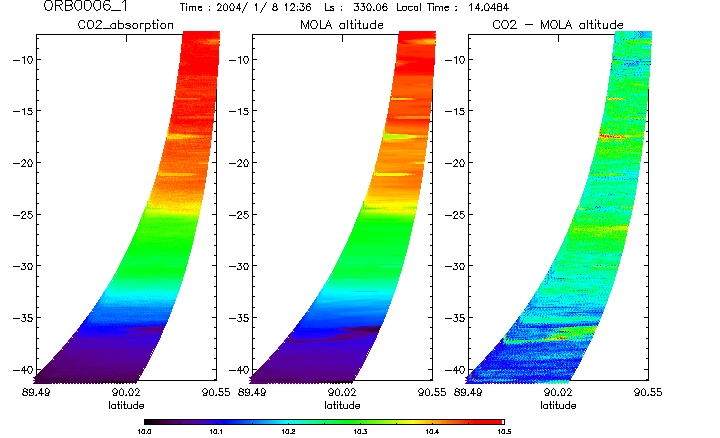 ORB0006_1 Time : 2004/ 1/ 8 12:36 Ls : 330.06 Local Time : 14.0484
CO2_absorption MOLA altitude CO2 - MOLA altitude
-10 -10 -10
-15 -15 -15
-20 -20 -20
-25 -25 -25
-30 -30 -30
-35 -35 -35
-40 -40 -40
89.49 90.02 90.55 89.49 90.02 90.55 89.49 90.02 90.55
latitude latitude latitude
10.0 10.1 10.2 10.3 10.4 10.5